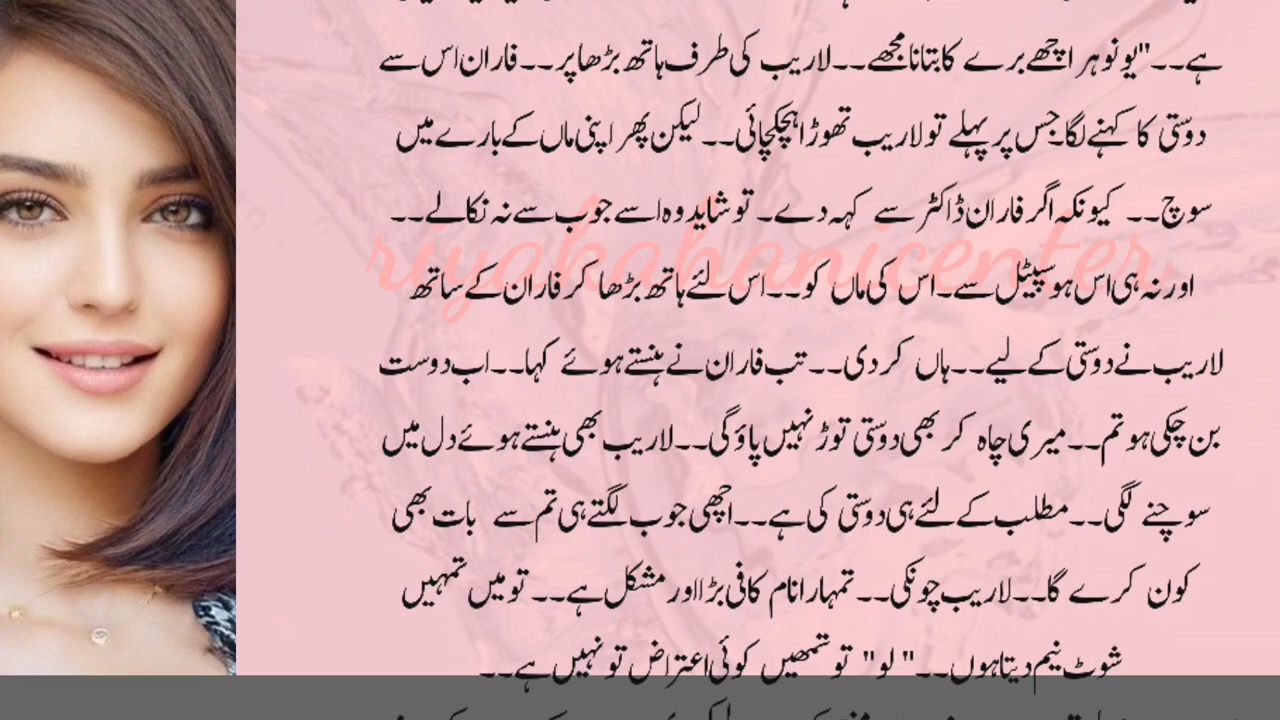 ہے۔۔"یو نو ہر اچھے برے کا بتانا مجھے۔۔لاریب کی طرف ہاتھ بڑھا پر۔۔فاران اس سے
دوستی کا کہنے لگا۔جس پر پہلے تو لاریب تھوڑا ہچکچائی۔۔لیکن پھر اپنی ماں کے بارے میں
سوچ۔۔ کیونکہ اگر فاران ڈاکٹر سے کہہ دے۔ تو شاید وہ اسے جوب سے نہ نکالے۔۔
اور نہ ہی اس ہوسپیٹل سے۔اس کی ماں کو۔۔اس لئے ہاتھ بڑھا کر فاران کے ساتھ
لاریب نے دوستی کے لیے۔۔ہاں کر دی۔۔تب فاران نے ہنستے ہوئے کہا۔۔اب دوست
بن چکی ہو تم۔۔میری چاہ کر بھی دوستی توڑ نہیں پاؤ گی۔۔لاریب بھی ہنستے ہوئے دل میں
سوچنے لگی۔۔مطلب کے لئے ہی دوستی کی ہے۔۔اچھی جوب لگتے ہی تم سے بات بھی
کون کرے گا۔۔لاریب چونکی۔۔تمہارا نام کافی بڑا اور مشکل ہے۔۔ تو میں تمہیں
شوٹ نیم دیتا ہوں۔۔" لو" تو تمھیں کوئی اعتراض تو نہیں ہے۔۔
riyakahanicenter